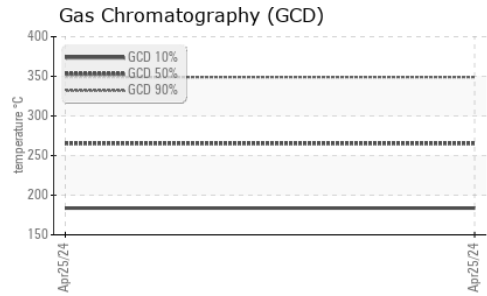 Gas Chromatography (GCD)
400
350
300
250
200
150
temperature °C
GCD 10%
GCD 50%
GCD 90%
Apr25/24
Apr25/24